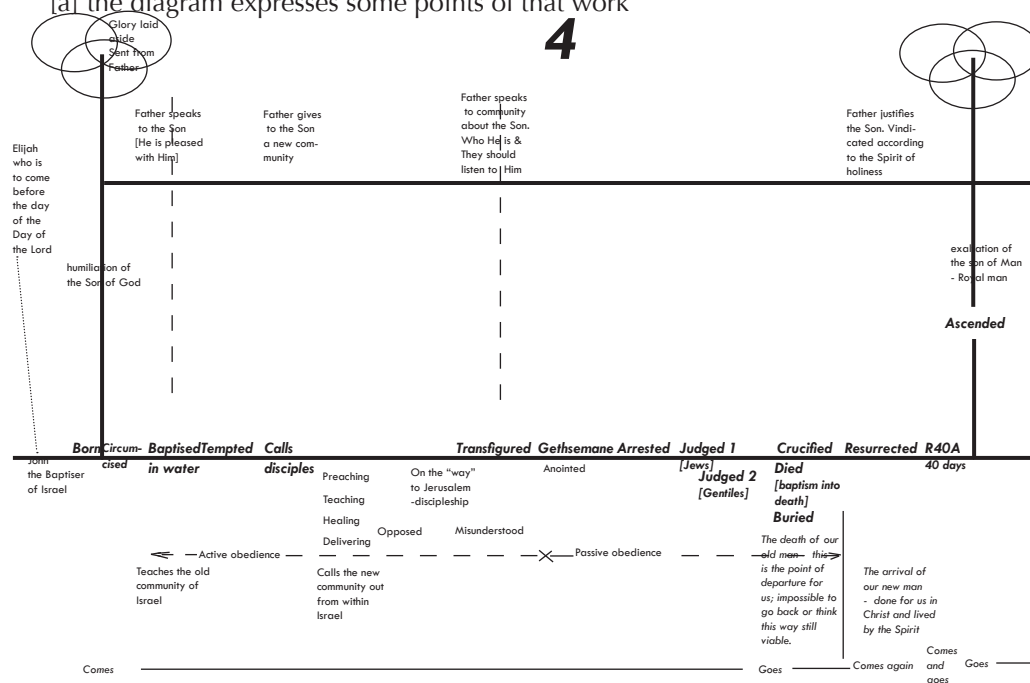 [a] the diagram expresses some points of that work
4
Glory laid
aside
Sent from
Father
Father speaks
to the Son
[He is pleased
with Him]
Father gives
to the Son
a new com-
munity
Father speaks
to community
about the Son.
Who He is &
They should
listen to Him
Father justifies
the Son. Vindi-
cated according
to the Spirit of
holiness
Elijah
who is
to come
before
the day
of the
Day of
the Lord
humiliation of
the Son of God
exaltation of
the son of Man
- Royal man
Ascended
Born
Circum-
cised
Baptised
in water
Tempted
Calls
disciples
Transfigured
Gethsemane
Arrested
Judged 1
[Jews]
Judged 2
[Gentiles]
Crucified
Died
[baptism into
death]
Buried
Resurrected
R40A
40 days
John
the Baptiser
of Israel
Preaching
Teaching
Healing
Delivering
On the “way”
to Jerusalem
-discipleship
Anointed
Opposed
Misunderstood
Active obedience
Passive obedience
Teaches the old
community of
Israel
Calls the new
community out
from within
Israel
The death of our
old man - this
is the point of
departure for
us; impossible to
go back or think
this way still
viable.
The arrival of
our new man
- done for us in
Christ and lived
by the Spirit
Comes
Goes
Comes again
Comes
and
goes
Goes